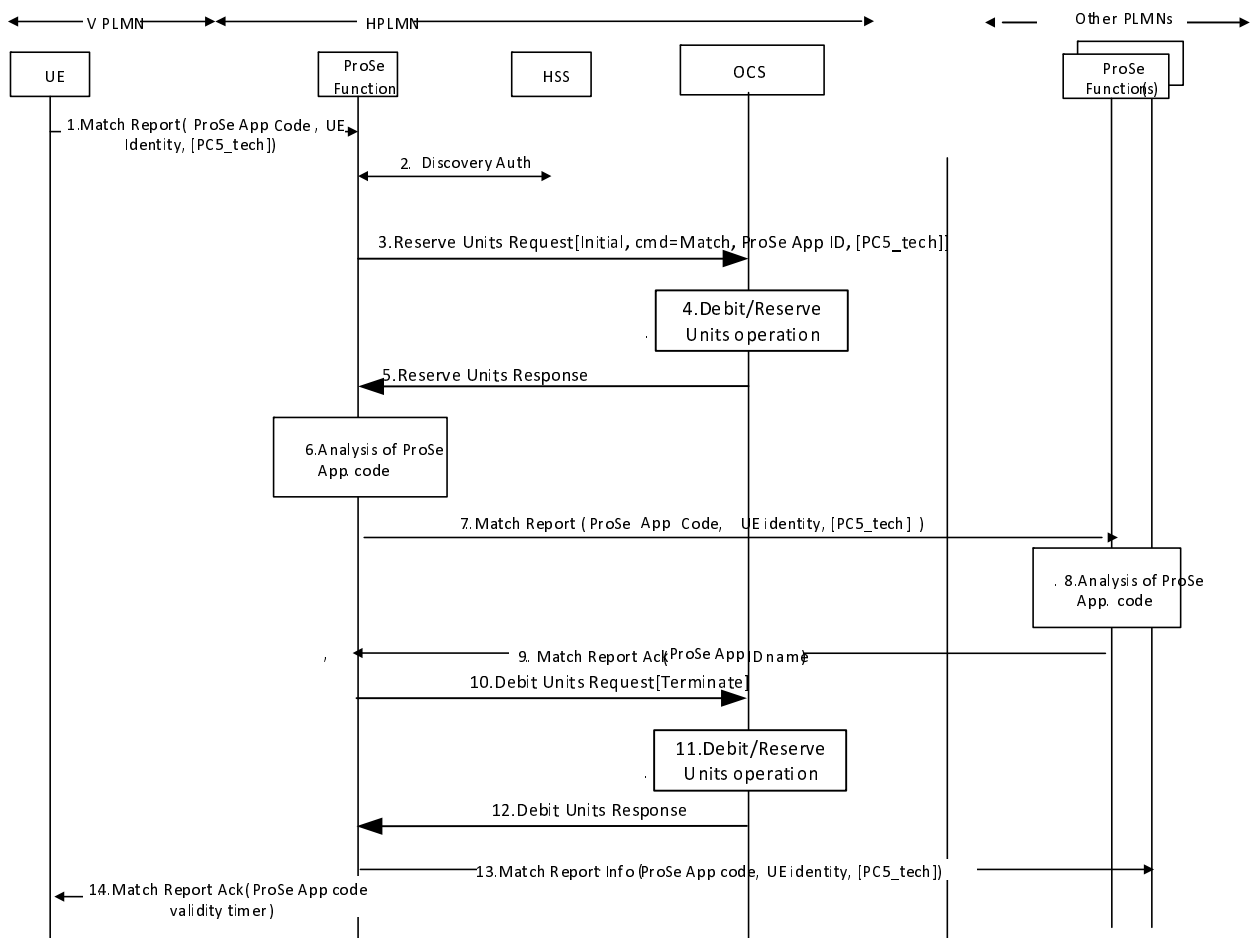 V PLMN
HPLMN
Other PLMNs
UE
ProSe
Function
HSS
OCS
ProSe
Function(s)
1.Match Report( ProSe App Code , UE
Identity, [PC5_tech])
2. Discovery Auth
3.Reserve Units Request[Initial, cmd=Match, ProSe App ID, [PC5_tech]]
4.Debit/Reserve
Units operation
5.Reserve Units Response
6.Analysis of ProSe
App. code
7.Match Report ( ProSe App Code, UE identity, [PC5_tech] )
8.Analysis of ProSe
App. code
9. Match Report Ack(ProSe App ID name)
10.Debit Units Request[Terminate]
11.Debit/Reserve
Units operation
12.Debit Units Response
13.Match Report Info (ProSe App code, UE identity, [PC5_tech])
14.Match Report Ack( ProSe App code
validity timer)